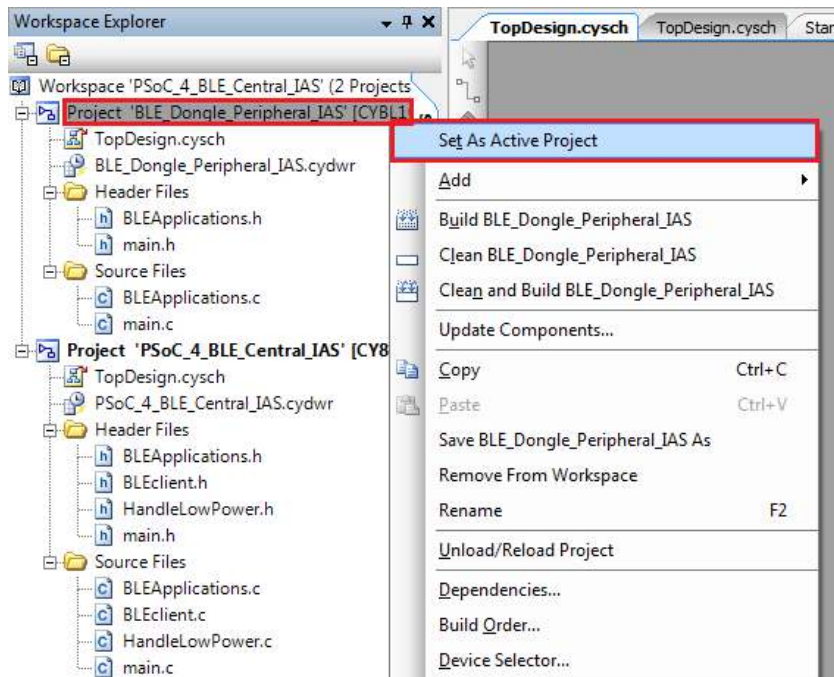 Workspace Explorer
TopDesign.cysch
TopDesign.cysch
Star
Workspace 'PSoC_4_BLE_Central_IAS' (2 Projects
Project 'BLE_Dongle_Peripheral_IAS' [CYBL1
TopDesign.cysch
BLE_Dongle_Peripheral_IAS.cydwr
Header Files
BLEApplications.h
main.h
Source Files
BLEApplications.c
main.c
Project 'PSoC_4_BLE_Central_IAS' [CY8
TopDesign.cysch
PSoC_4_BLE_Central_IAS.cydwr
Header Files
BLEApplications.h
BLEclient.h
HandleLowPower.h
main.h
Source Files
BLEApplications.c
BLEclient.c
HandleLowPower.c
main.c
Set As Active Project
Add
Build BLE_Dongle_Peripheral_IAS
Clean BLE_Dongle_Peripheral_IAS
Clean and Build BLE_Dongle_Peripheral_IAS
Update Components...
Copy Ctrl+C
Paste Ctrl+V
Save BLE_Dongle_Peripheral_IAS As
Remove From Workspace
Rename F2
Unload/Reload Project
Dependencies...
Build Order...
Device Selector...